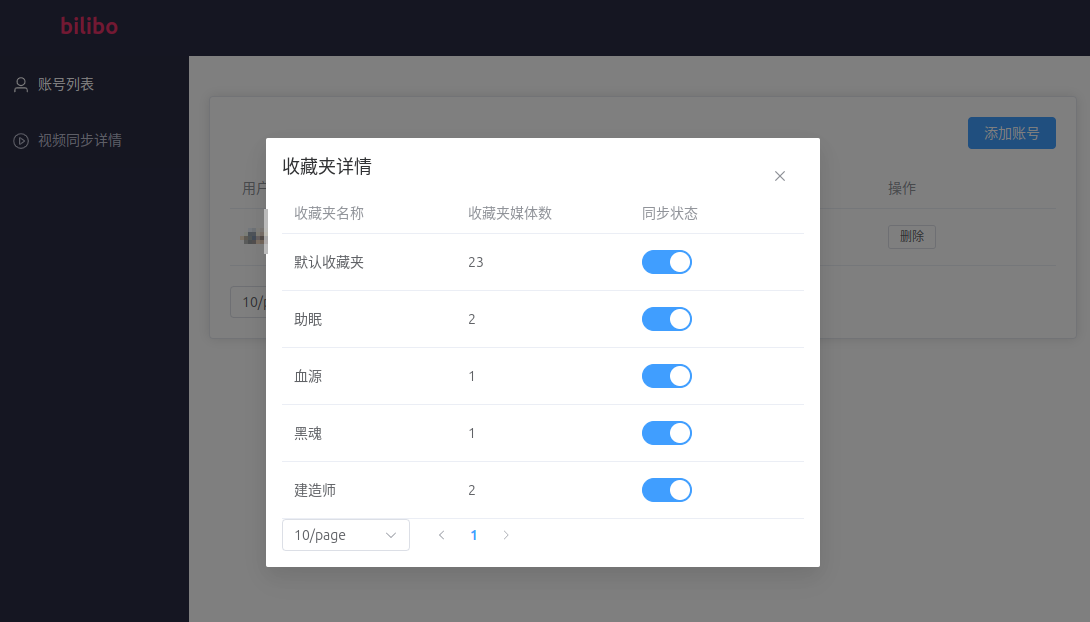 bilibo
账号列表
视频同步详情
添加账号
操作
删除
10/
收藏夹详情
收藏夹名称 收藏夹媒体数 同步状态
默认收藏夹 23
助眠 2
血源 1
黑魂 1
建造师 2
10/page 1